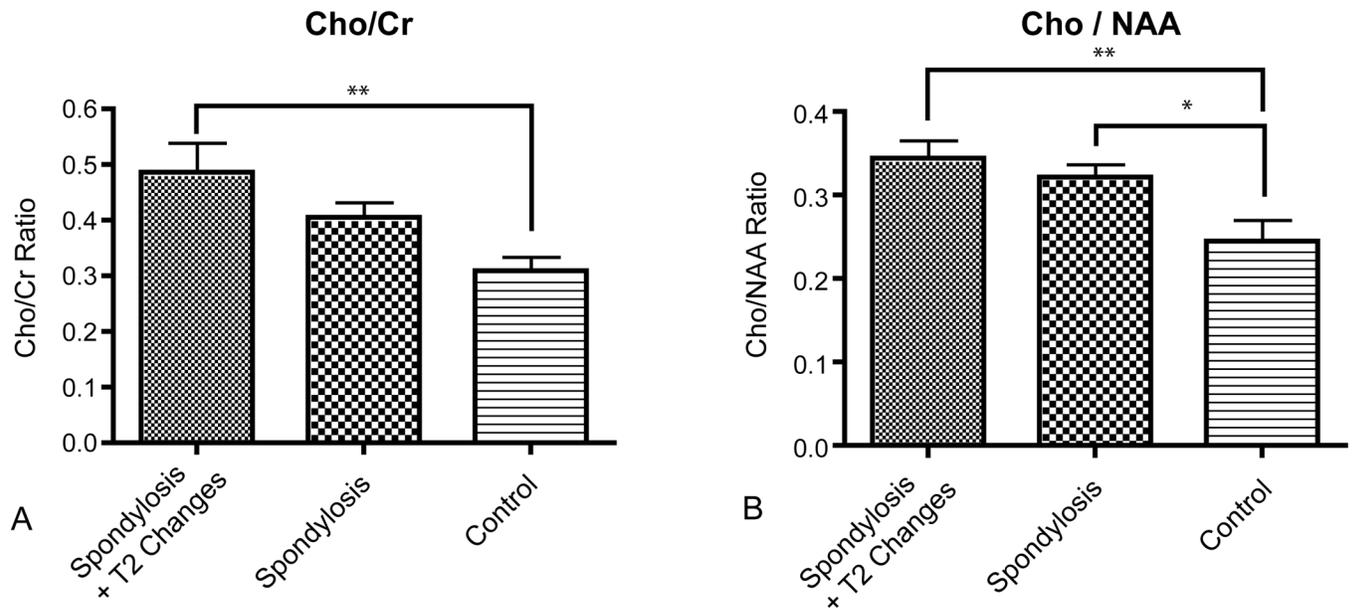 Cho/Cr
**
0.6
0.5
0.4
0.3
0.2
0.1
0.0
Cho/Cr Ratio
Spondylosis
+ T2 Changes
Spondylosis
Control
A
Cho / NAA
**
*
0.4
0.3
0.2
0.1
0.0
Cho/NAA Ratio
Spondylosis
+ T2 Changes
Spondylosis
Control
B